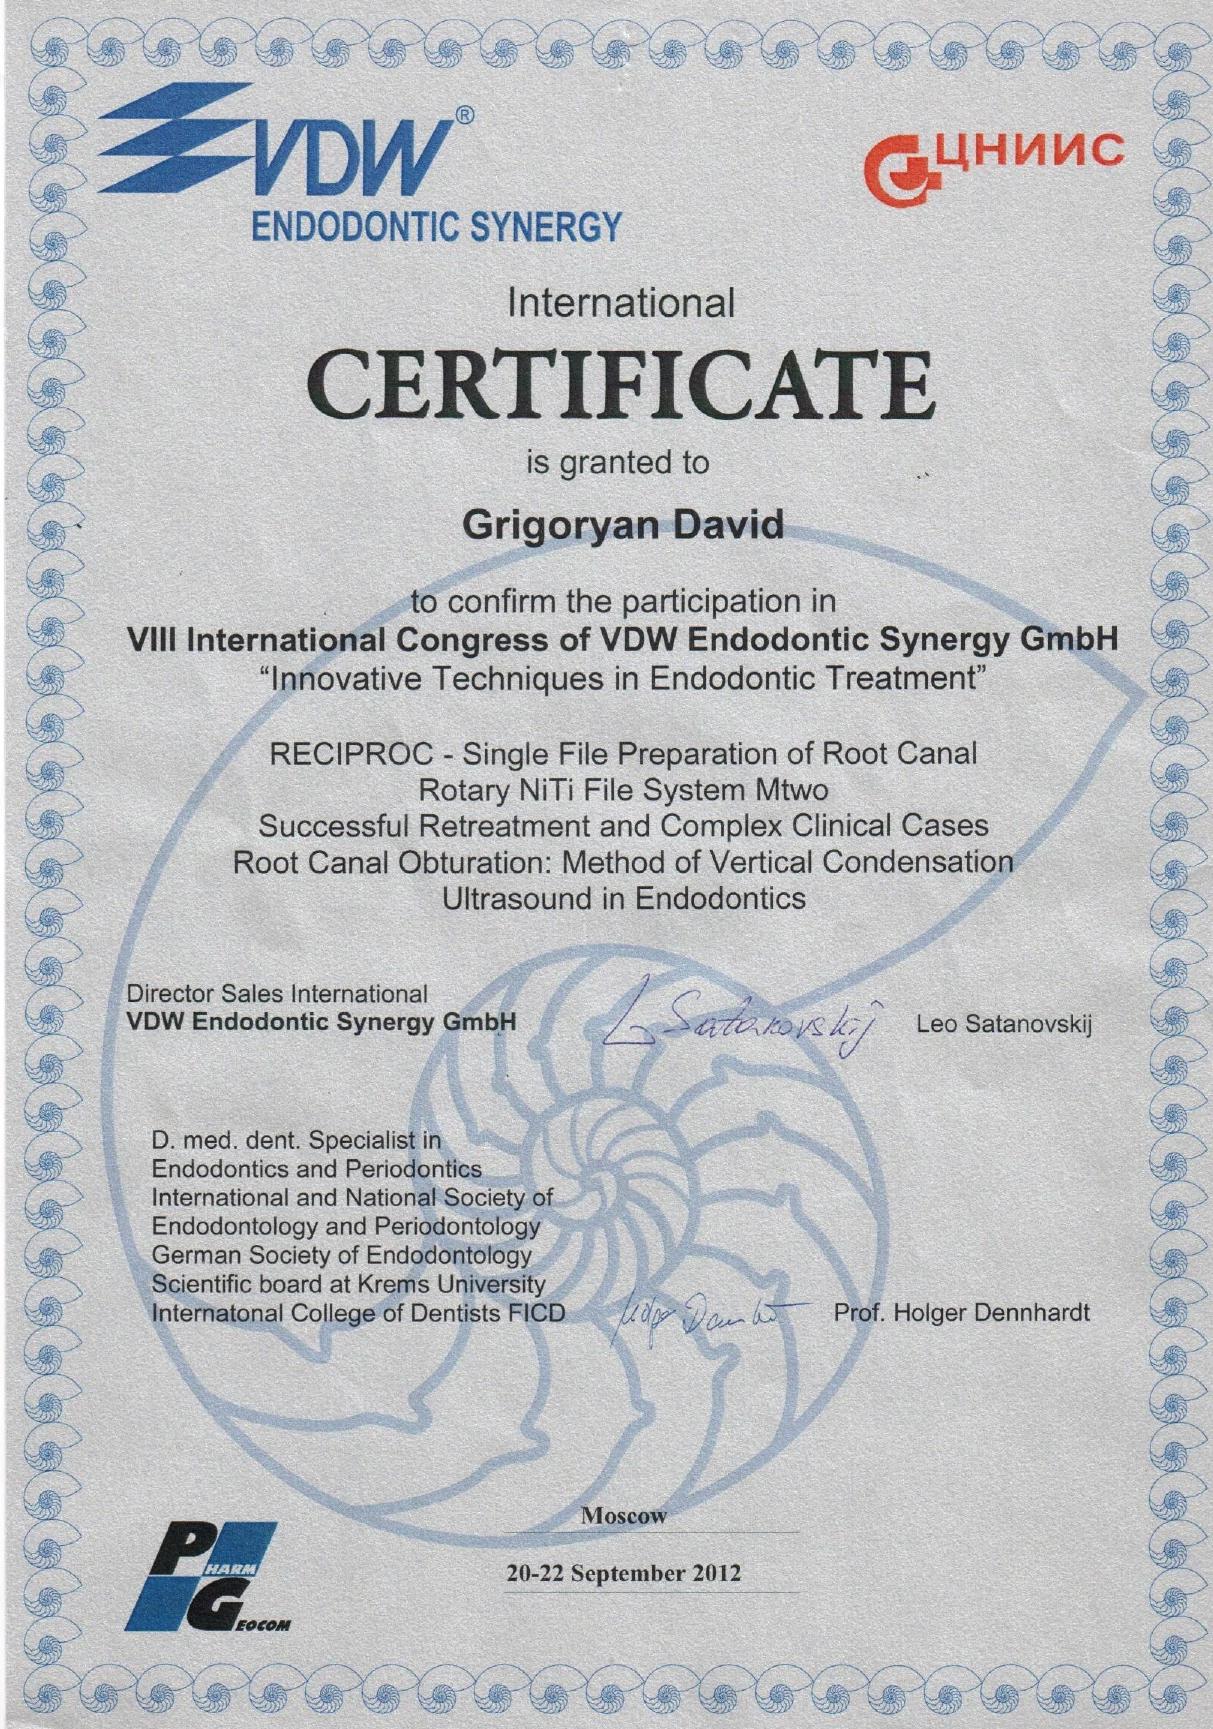 VDW®
ENDODONTIC SYNERGY
ЦНИИС
International
CERTIFICATE
is granted to
Grigoryan David
to confirm the participation in
VIII International Congress of VDW Endodontic Synergy GmbH
“Innovative Techniques in Endodontic Treatment”
RECIPROC - Single File Preparation of Root Canal
Rotary NiTi File System Mtwo
Successful Retreatment and Complex Clinical Cases
Root Canal Obturation: Method of Vertical Condensation
Ultrasound in Endodontics
Director Sales International
VDW Endodontic Synergy GmbH
L Satanovskij
Leo Satanovskij
D. med. dent. Specialist in
Endodontics and Periodontics
International and National Society of
Endodontology and Periodontology
German Society of Endodontology
Scientific board at Krems University
Internatonal College of Dentists FICD
Prof. Holger Dennhardt
Moscow
20-22 September 2012
PHARM
GEOCOM